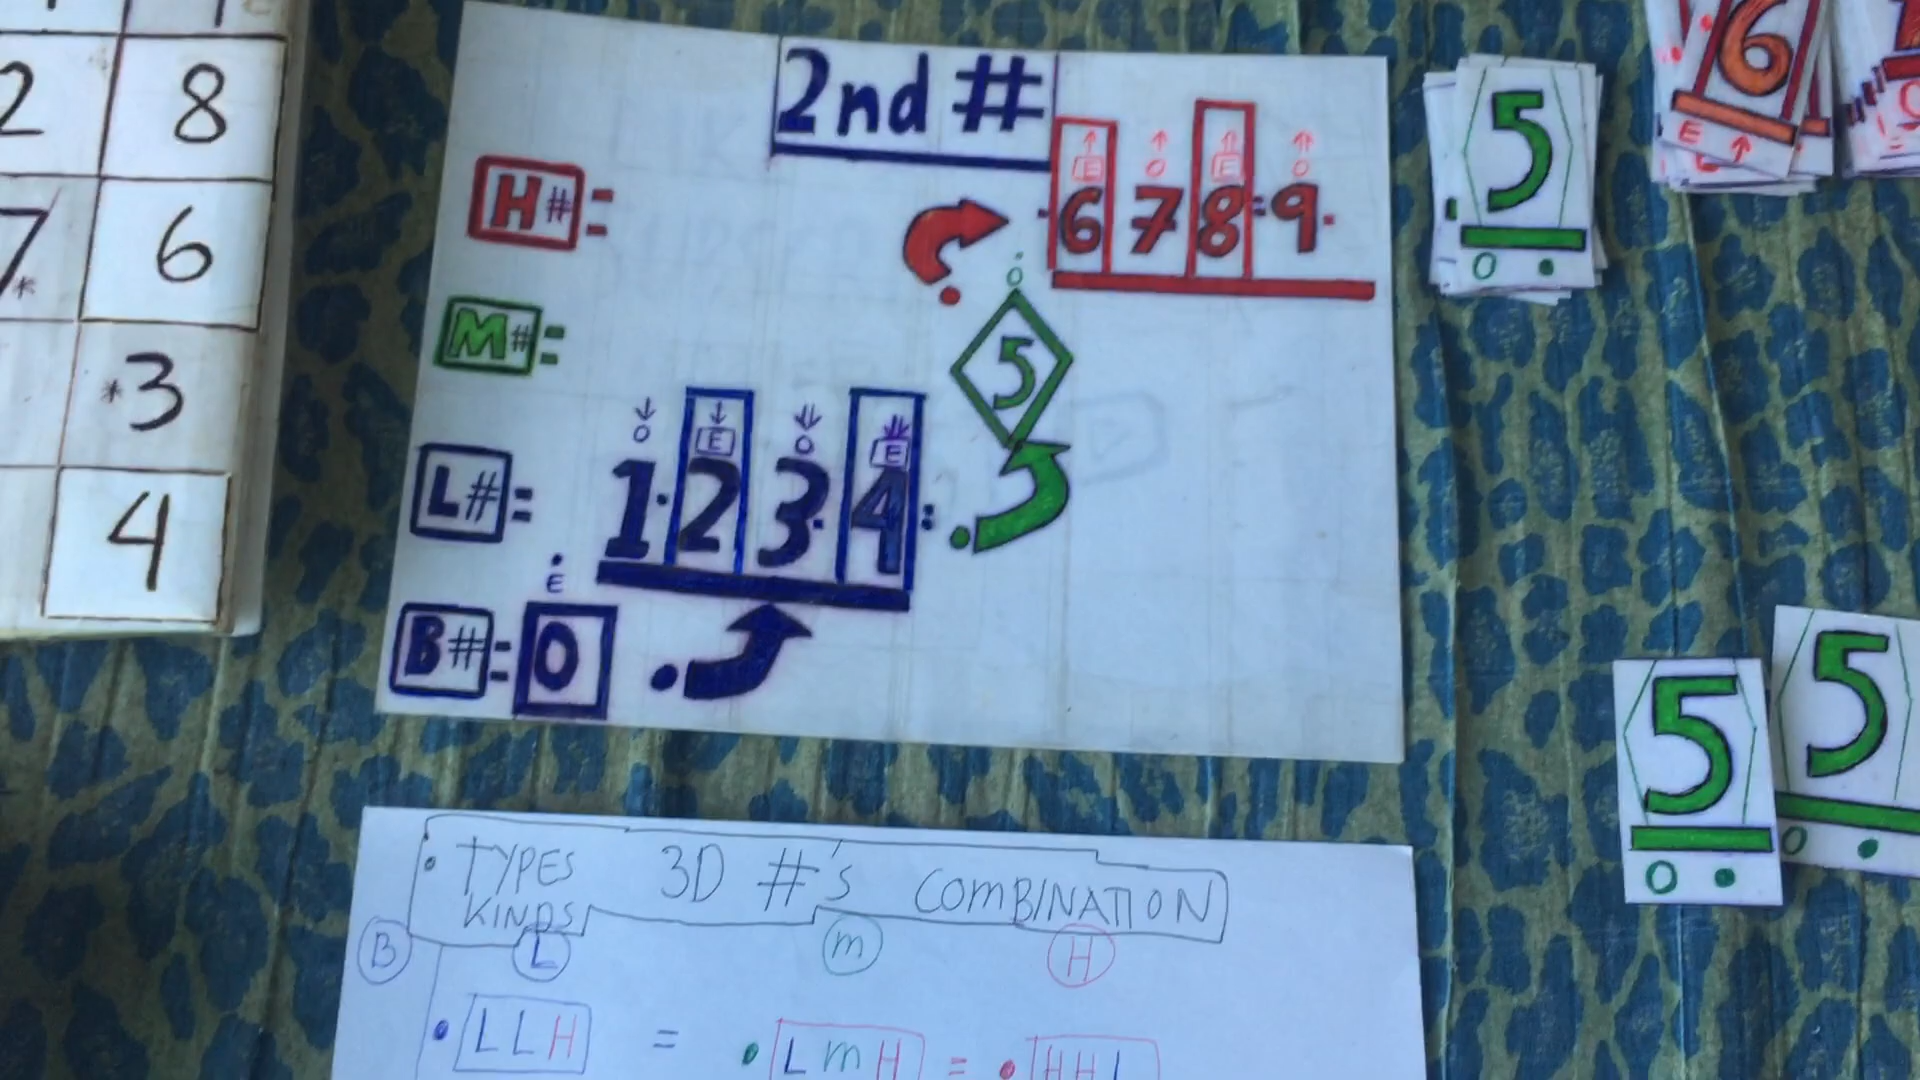 2 8
7* 6
*3
4
2nd #
H#=
↑ ↑ ⇈ ⇈
E O E O
6 7 8 = 9
M#=
O
5
↓ ↓ ⇊ ⇊
O E O E
L#= 1 2 3 4 :
E
B#= 0
5
O •
6
E ↑
5
O •
5
O •
• TYPES 3D #'s COMBINATION
KINDS
B L m H
• LLH = • LmH = • HHL